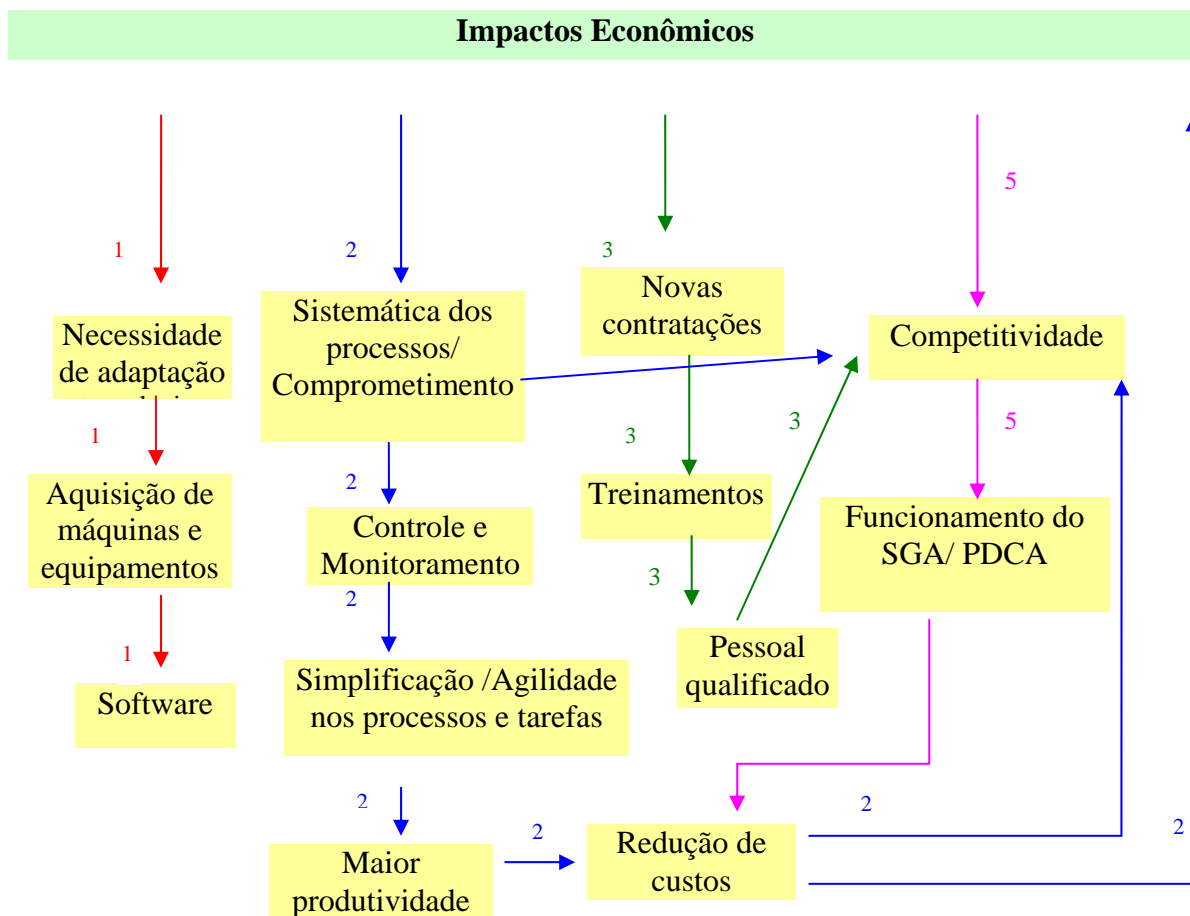 Impactos Econômicos
5
1
2
3
Necessidade
de adaptação
Sistemática dos
processos/
Comprometimento
Novas
contratações
Competitividade
1
2
3
3
5
Aquisição de
máquinas e
equipamentos
Controle e
Monitoramento
Treinamentos
Funcionamento do
SGA/ PDCA
2
3
1
Software
Simplificação /Agilidade
nos processos e tarefas
Pessoal
qualificado
2
2
2
2
Maior
produtividade
Redução de
custos